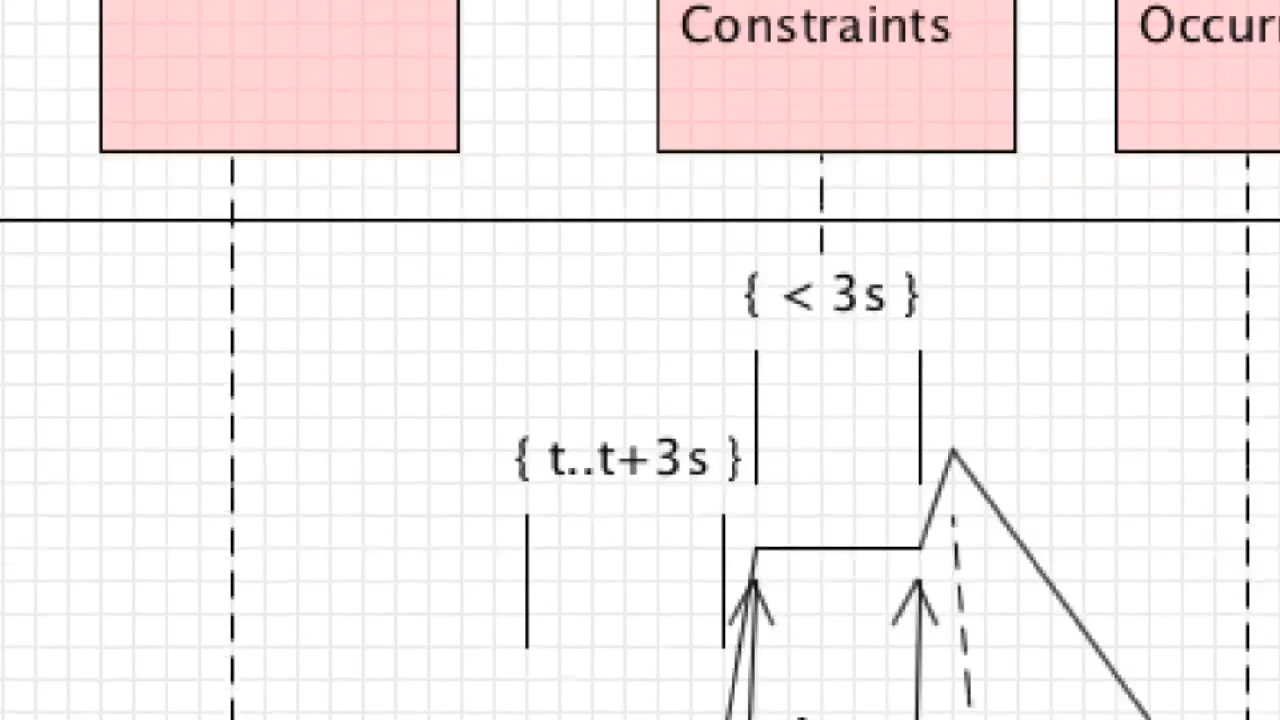 Constraints
{ < 3s }
{ t..t+3s }